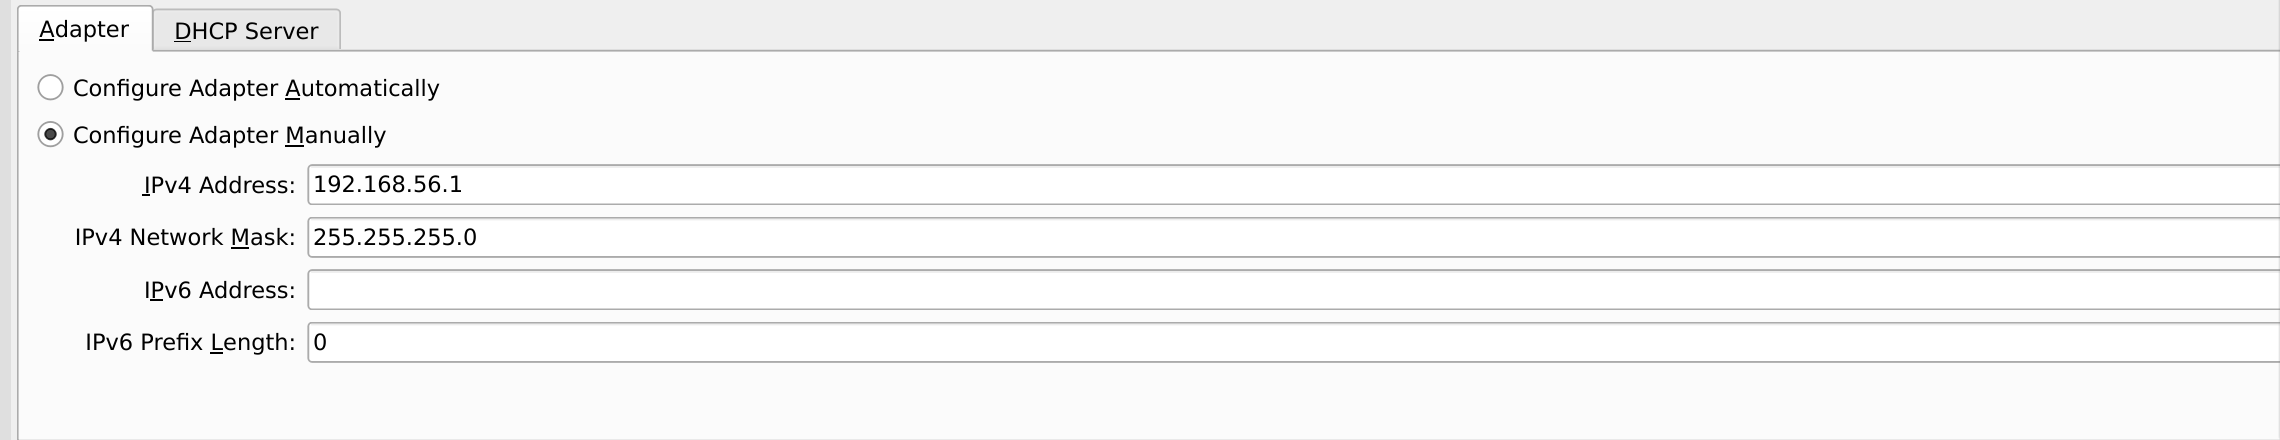 Adapter DHCP Server
Configure Adapter Automatically
Configure Adapter Manually
IPv4 Address: 192.168.56.1
IPv4 Network Mask: 255.255.255.0
IPv6 Address:
IPv6 Prefix Length: 0